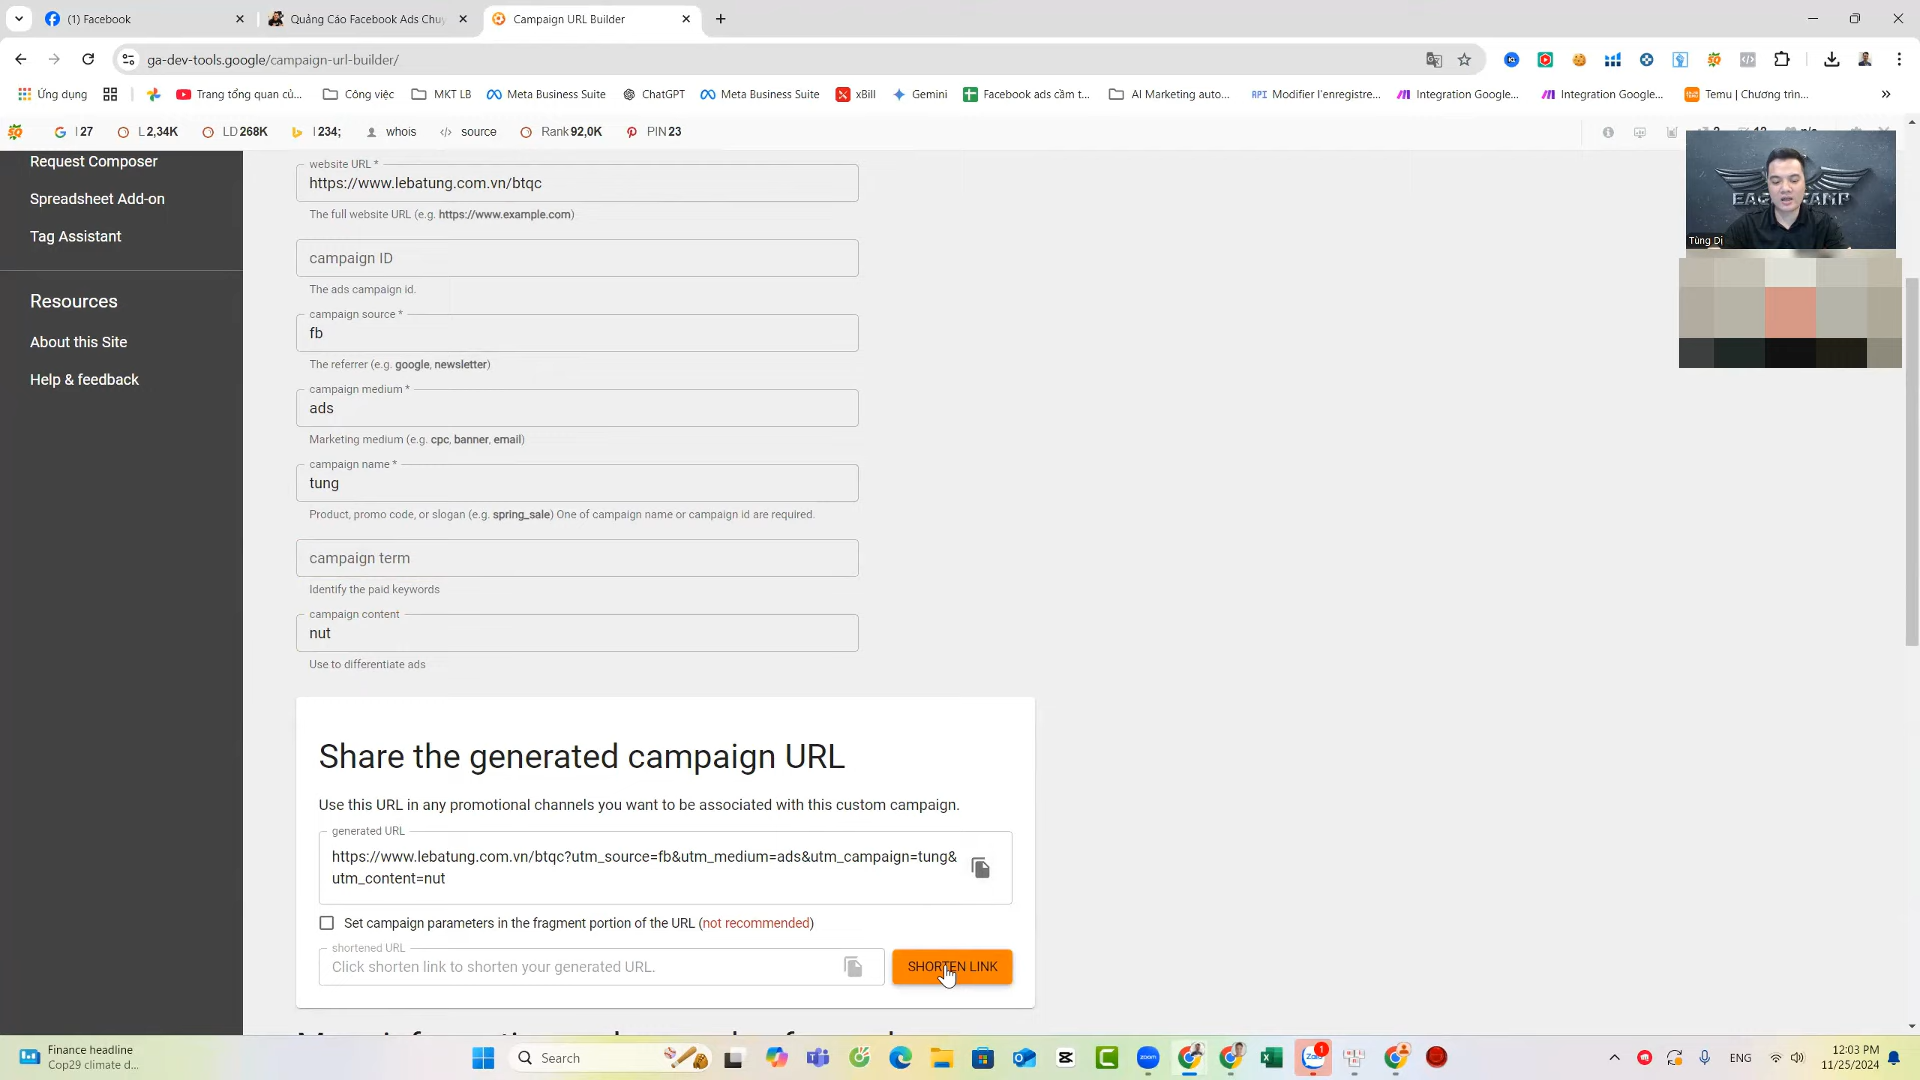 (1) Facebook
Quảng Cáo Facebook Ads Chuy
Campaign URL Builder
ga-dev-tools.google/campaign-url-builder/
Ứng dụng
Trang tổng quan củ...
Công việc
MKT LB
Meta Business Suite
ChatGPT
Meta Business Suite
xBill
Gemini
Facebook ads cầm t...
AI Marketing auto...
API Modifier l'enregistre...
Integration Google...
Integration Google...
Temu | Chương trìn...
I 27
L 2,34K
LD 268K
I 234;
whois
source
Rank 92,0K
PIN 23
Request Composer
Spreadsheet Add-on
Tag Assistant
Resources
About this Site
Help & feedback
website URL *
https://www.lebatung.com.vn/btqc
The full website URL (e.g. https://www.example.com)
campaign ID
The ads campaign id.
campaign source *
fb
The referrer (e.g. google, newsletter)
campaign medium *
ads
Marketing medium (e.g. cpc, banner, email)
campaign name *
tung
Product, promo code, or slogan (e.g. spring_sale) One of campaign name or campaign id are required.
campaign term
Identify the paid keywords
campaign content
nut
Use to differentiate ads
Share the generated campaign URL
Use this URL in any promotional channels you want to be associated with this custom campaign.
generated URL
https://www.lebatung.com.vn/btqc?utm_source=fb&utm_medium=ads&utm_campaign=tung&
utm_content=nut
Set campaign parameters in the fragment portion of the URL (not recommended)
shortened URL
Click shorten link to shorten your generated URL.
SHORTEN LINK
Tùng Di
Finance headline
Cop29 climate d...
Search
ENG
12:03 PM
11/25/2024